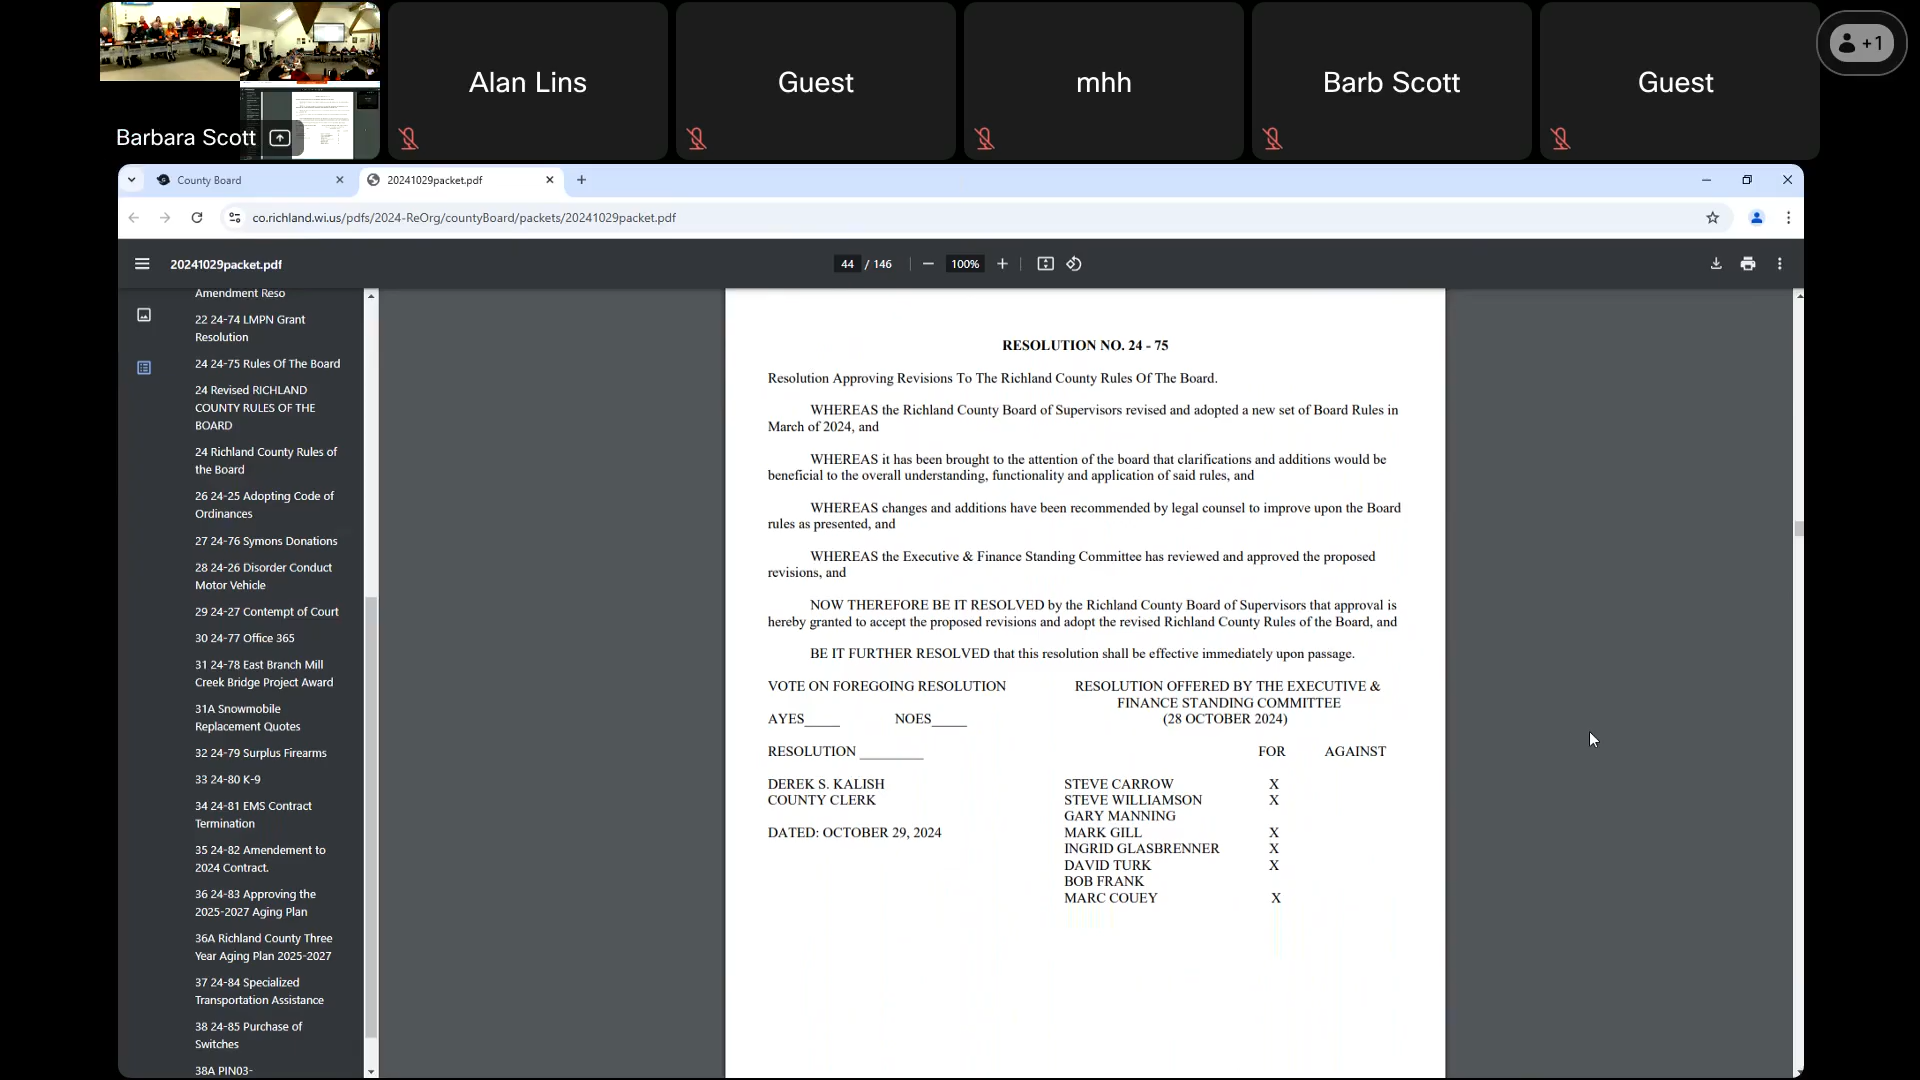 Barbara Scott
Alan Lins
Guest
mhh
Barb Scott
Guest
+1
County Board
20241029packet.pdf
co.richland.wi.us/pdfs/2024-ReOrg/countyBoard/packets/20241029packet.pdf
20241029packet.pdf
44 / 146
100%
Amendment Reso
22 24-74 LMPN Grant
Resolution
24 24-75 Rules Of The Board
24 Revised RICHLAND
COUNTY RULES OF THE
BOARD
24 Richland County Rules of
the Board
26 24-25 Adopting Code of
Ordinances
27 24-76 Symons Donations
28 24-26 Disorder Conduct
Motor Vehicle
29 24-27 Contempt of Court
30 24-77 Office 365
31 24-78 East Branch Mill
Creek Bridge Project Award
31A Snowmobile
Replacement Quotes
32 24-79 Surplus Firearms
33 24-80 K-9
34 24-81 EMS Contract
Termination
35 24-82 Amendement to
2024 Contract.
36 24-83 Approving the
2025-2027 Aging Plan
36A Richland County Three
Year Aging Plan 2025-2027
37 24-84 Specialized
Transportation Assistance
38 24-85 Purchase of
Switches
38A PIN03-
RESOLUTION NO. 24 - 75
Resolution Approving Revisions To The Richland County Rules Of The Board.
WHEREAS the Richland County Board of Supervisors revised and adopted a new set of Board Rules in
March of 2024, and
WHEREAS it has been brought to the attention of the board that clarifications and additions would be
beneficial to the overall understanding, functionality and application of said rules, and
WHEREAS changes and additions have been recommended by legal counsel to improve upon the Board
rules as presented, and
WHEREAS the Executive & Finance Standing Committee has reviewed and approved the proposed
revisions, and
NOW THEREFORE BE IT RESOLVED by the Richland County Board of Supervisors that approval is
hereby granted to accept the proposed revisions and adopt the revised Richland County Rules of the Board, and
BE IT FURTHER RESOLVED that this resolution shall be effective immediately upon passage.
VOTE ON FOREGOING RESOLUTION
AYES_____ NOES_____
RESOLUTION _________
DEREK S. KALISH
COUNTY CLERK
DATED: OCTOBER 29, 2024
RESOLUTION OFFERED BY THE EXECUTIVE &
FINANCE STANDING COMMITTEE
(28 OCTOBER 2024)
FOR AGAINST
STEVE CARROW X
STEVE WILLIAMSON X
GARY MANNING
MARK GILL X
INGRID GLASBRENNER X
DAVID TURK X
BOB FRANK
MARC COUEY X